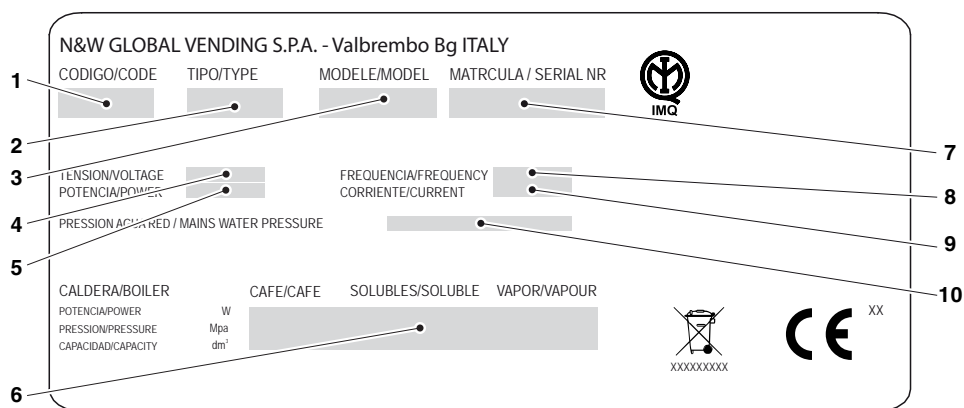 N&W GLOBAL VENDING S.P.A. - Valbrembo Bg ITALY
CODIGO/CODE TIPO/TYPE MODELE/MODEL MATRCULA / SERIAL NR
IMQ
1
2
3
7
TENSION/VOLTAGE FREQUENCIA/FREQUENCY
POTENCIA/POWER CORRIENTE/CURRENT
8
4
PRESSION ACUA RED / MAINS WATER PRESSURE
9
5
10
CALDERA/BOILER CAFE/CAFE SOLUBLES/SOLUBLE VAPOR/VAPOUR
POTENCIA/POWER W
PRESSION/PRESSURE Mpa
CAPACIDAD/CAPACITY dm³
XX
CE
XXXXXXXXX
6